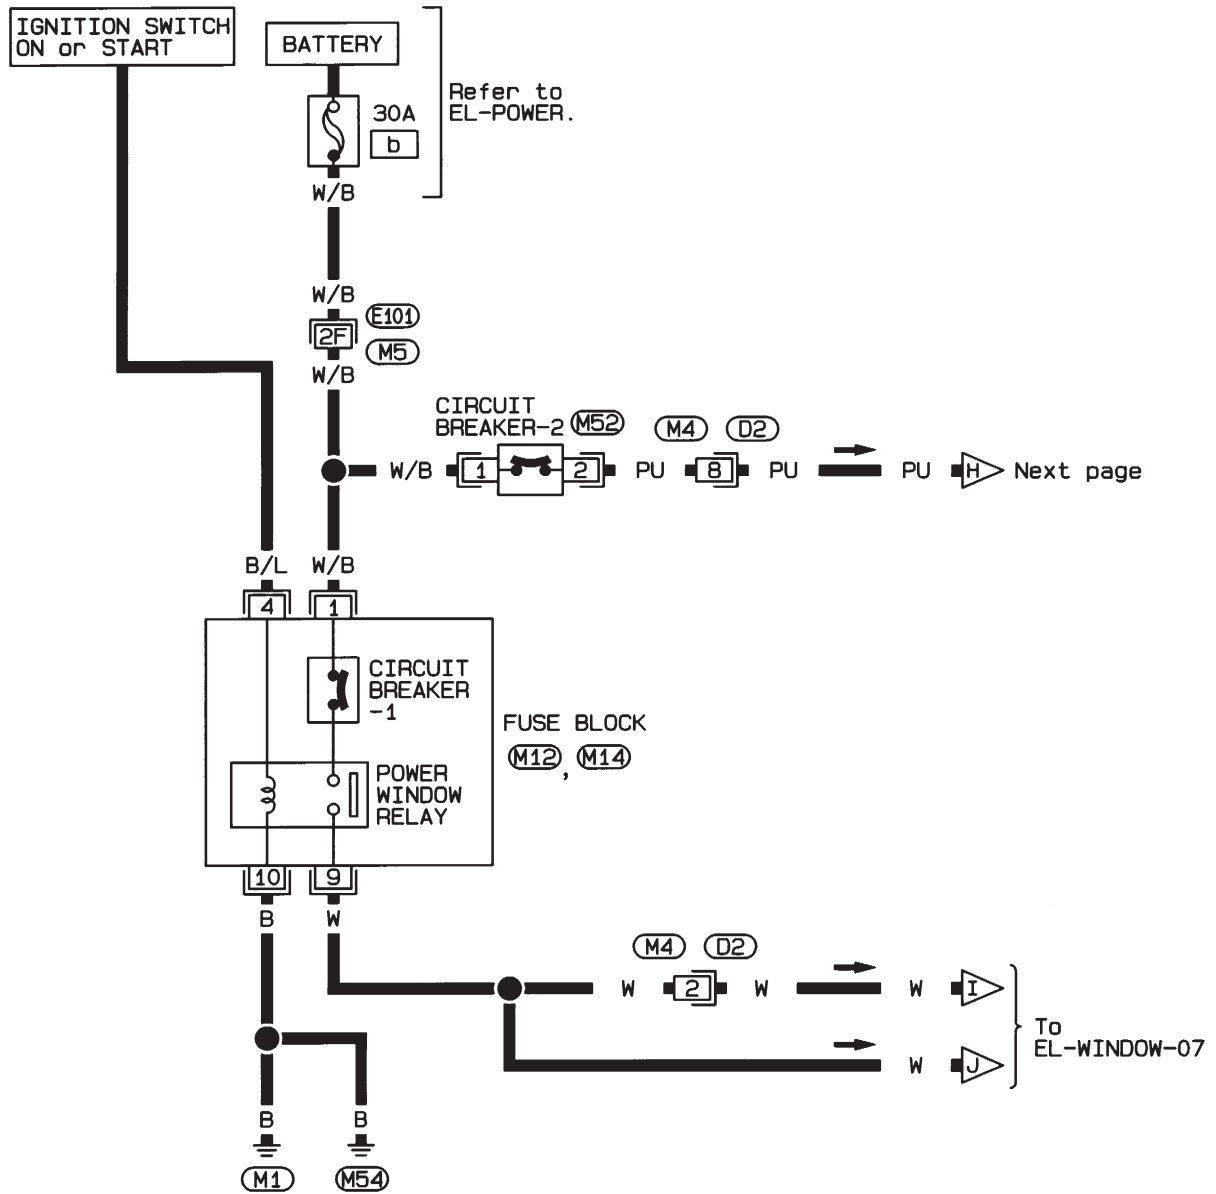 IGNITION SWITCH
ON or START
BATTERY
30A
b
Refer to
EL-POWER.
W/B
W/B
E101
2F
M5
W/B
CIRCUIT
BREAKER-2
M52
M4
D2
W/B
1
2
PU
8
PU
PU
H
Next page
B/L
W/B
4
1
CIRCUIT
BREAKER
-1
FUSE BLOCK
M12, M14
POWER
WINDOW
RELAY
10
9
B
W
M4
D2
W
2
W
W
I
To
EL-WINDOW-07
W
J
B
B
M1
M54